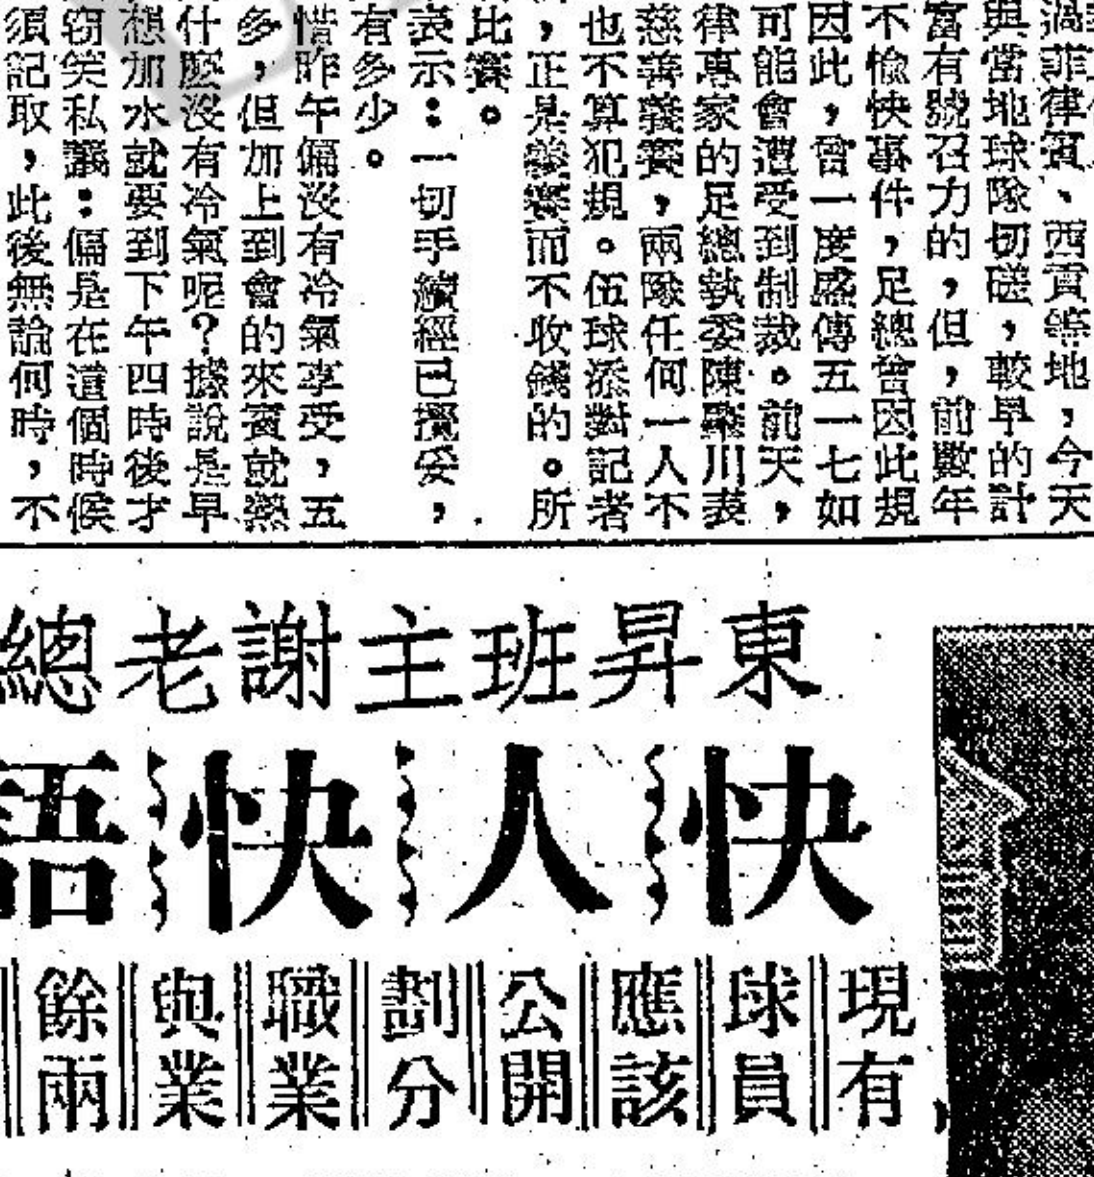 過菲律賓、西貢等地，今天
與當地球隊切磋，較早的計
富有號召力的，但，前數年
不愉快事件，足總曾因此規
因此，曾一度盛傳五一七如
可能會遭受到制裁。前天，
律專家的足總執委陳聚川表
慈善義賽，兩隊任何一人不
也不算犯規。伍球添對記者
，正是義賽而不收錢的。所
比賽。
表示：一切手續經已攪妥，
有多少。
惜昨午偏沒有冷氣享受，五
多，但加上到會的來賓就熱
什麼沒有冷氣呢？據說是早
想加水就要到下午四時後才
窃笑私議：偏是在這個時候
須記取，此後無論何時，不
東昇班主謝老總
快人快語
現有球員應該公開劃分職業與業餘兩